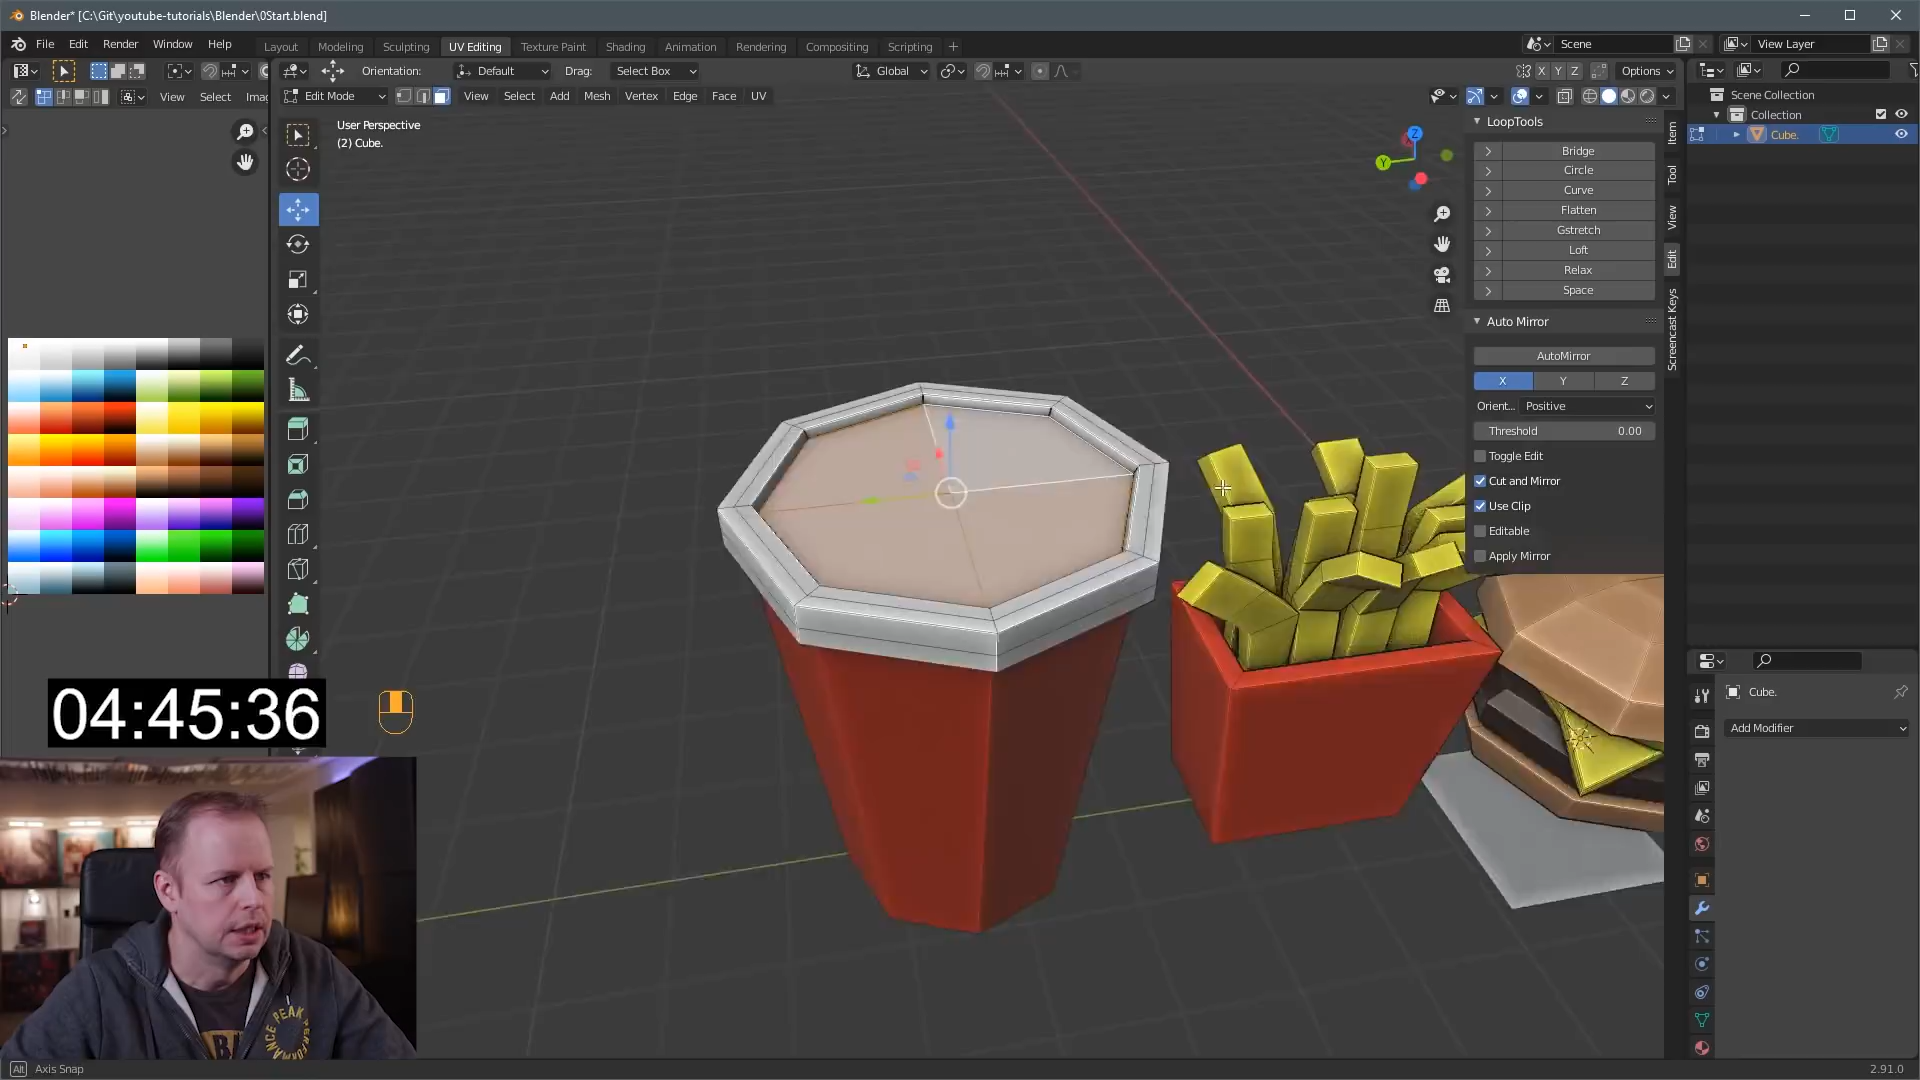 Blender* [C:\Git\youtube-tutorials\Blender\0Start.blend]
File Edit Render Window Help
Layout Modeling Sculpting UV Editing Texture Paint Shading Animation Rendering Compositing Scripting +
Scene
View Layer
Orientation: Default Drag: Select Box
Global
X Y Z Options
View Select Imag
Edit Mode View Select Add Mesh Vertex Edge Face UV
User Perspective
(2) Cube.
Z
Y
LoopTools
Bridge
Circle
Curve
Flatten
Gstretch
Loft
Relax
Space
Auto Mirror
AutoMirror
X Y Z
Orient... Positive
Threshold 0.00
Toggle Edit
Cut and Mirror
Use Clip
Editable
Apply Mirror
Item
Tool
View
Edit
Screencast Keys
Scene Collection
Collection
Cube.
Cube.
Add Modifier
04:45:36
PEAK
Alt Axis Snap
2.91.0